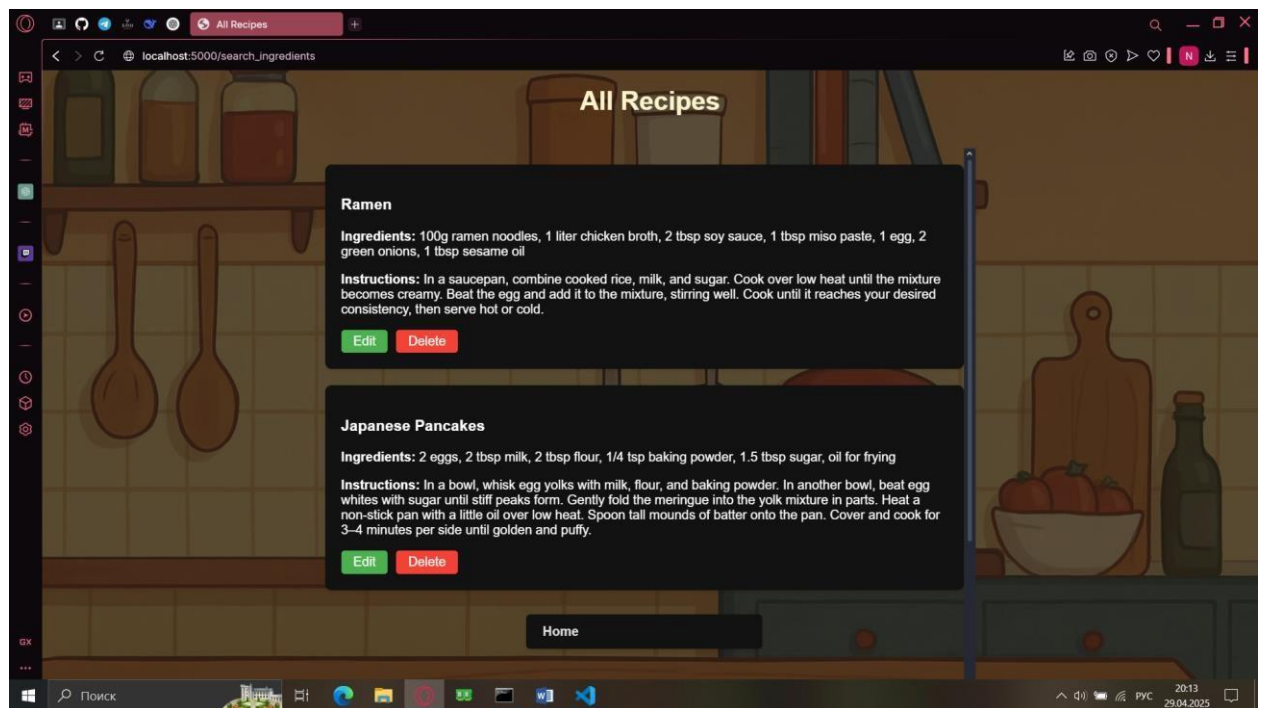 All Recipes
localhost:5000/search_ingredients
N
M
All Recipes
Ramen
Ingredients: 100g ramen noodles, 1 liter chicken broth, 2 tbsp soy sauce, 1 tbsp miso paste, 1 egg, 2
green onions, 1 tbsp sesame oil
Instructions: In a saucepan, combine cooked rice, milk, and sugar. Cook over low heat until the mixture
becomes creamy. Beat the egg and add it to the mixture, stirring well. Cook until it reaches your desired
consistency, then serve hot or cold.
Edit Delete
Japanese Pancakes
Ingredients: 2 eggs, 2 tbsp milk, 2 tbsp flour, 1/4 tsp baking powder, 1.5 tbsp sugar, oil for frying
Instructions: In a bowl, whisk egg yolks with milk, flour, and baking powder. In another bowl, beat egg
whites with sugar until stiff peaks form. Gently fold the meringue into the yolk mixture in parts. Heat a
non-stick pan with a little oil over low heat. Spoon tall mounds of batter onto the pan. Cover and cook for
3–4 minutes per side until golden and puffy.
Edit Delete
Home
GX
Поиск
РУС
20:13
29.04.2025